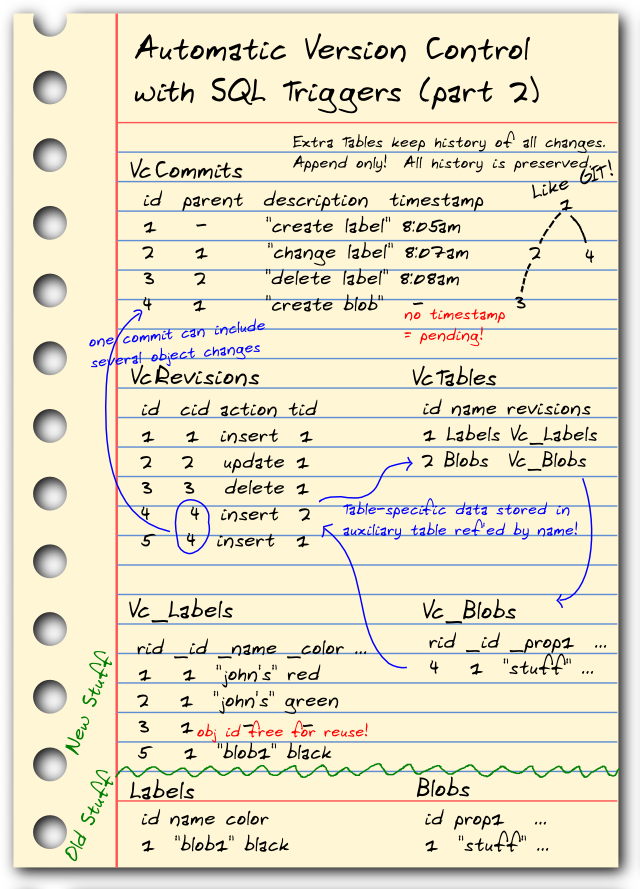 Automatic Version Control
with SQL Triggers (part 2)
Extra Tables keep history of all changes.
Append only! All history is preserved.
Like GIT!
VcCommits
id parent description timestamp
1 - "create label" 8:05am
2 1 "change label" 8:07am
3 2 "delete label" 8:08am
4 1 "create blob" -
1
2 4
3
no timestamp
= pending!
one commit can include
several object changes
VcRevisions
id cid action tid
1 1 insert 1
2 2 update 1
3 3 delete 1
4 4 insert 2
5 4 insert 1
VcTables
id name revisions
1 Labels Vc_Labels
2 Blobs Vc_Blobs
Table-specific data stored in
auxiliary table ref'ed by name!
Vc_Labels
rid _id _name _color ...
1 1 "john's" red
2 1 "john's" green
3 1 - -
obj id free for reuse!
5 1 "blob1" black
Vc_Blobs
rid _id _prop1 ...
4 1 "stuff" ...
New Stuff
Old Stuff
Labels
id name color
1 "blob1" black
Blobs
id prop1 ...
1 "stuff" ...